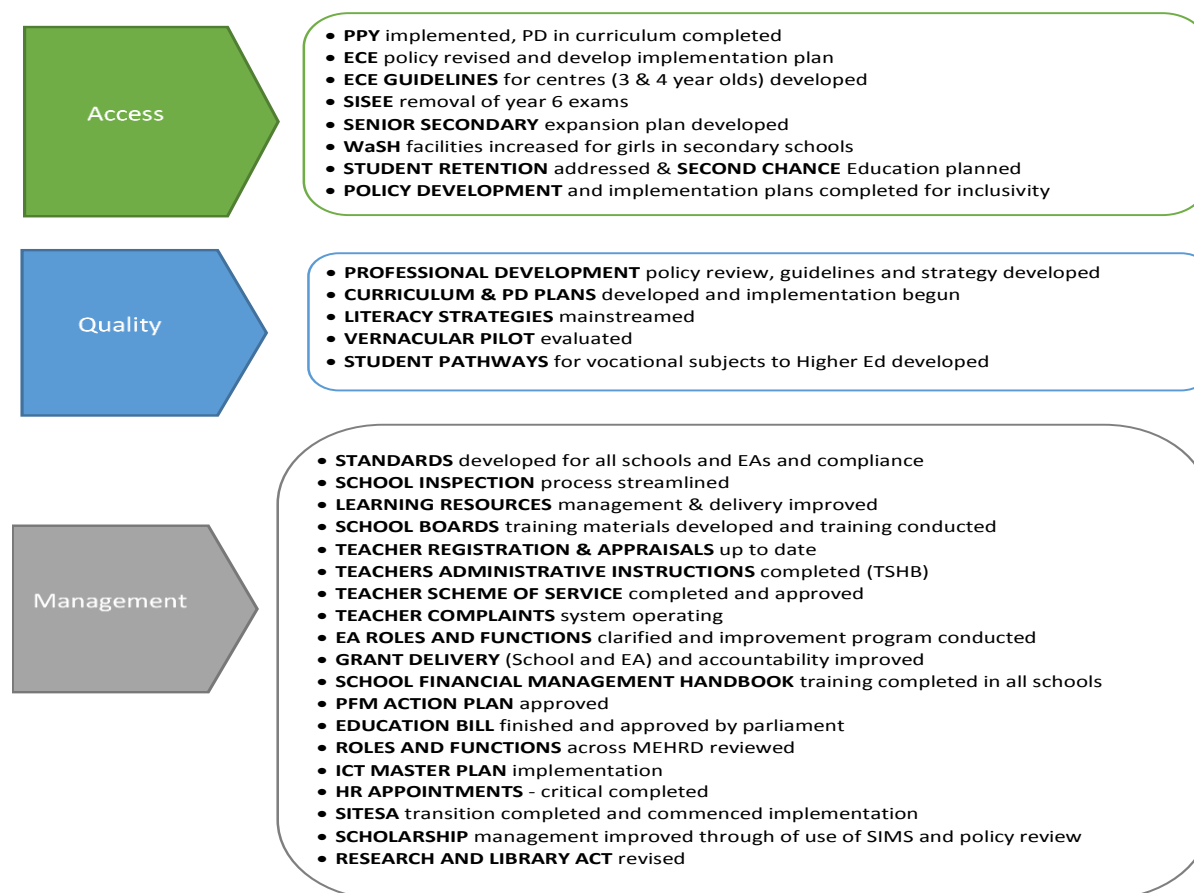 Access
• PPY implemented, PD in curriculum completed
• ECE policy revised and develop implementation plan
• ECE GUIDELINES for centres (3 & 4 year olds) developed
• SISEE removal of year 6 exams
• SENIOR SECONDARY expansion plan developed
• WaSH facilities increased for girls in secondary schools
• STUDENT RETENTION addressed & SECOND CHANCE Education planned
• POLICY DEVELOPMENT and implementation plans completed for inclusivity
Quality
• PROFESSIONAL DEVELOPMENT policy review, guidelines and strategy developed
• CURRICULUM & PD PLANS developed and implementation begun
• LITERACY STRATEGIES mainstreamed
• VERNACULAR PILOT evaluated
• STUDENT PATHWAYS for vocational subjects to Higher Ed developed
Management
• STANDARDS developed for all schools and EAs and compliance
• SCHOOL INSPECTION process streamlined
• LEARNING RESOURCES management & delivery improved
• SCHOOL BOARDS training materials developed and training conducted
• TEACHER REGISTRATION & APPRAISALS up to date
• TEACHERS ADMINISTRATIVE INSTRUCTIONS completed (TSHB)
• TEACHER SCHEME OF SERVICE completed and approved
• TEACHER COMPLAINTS system operating
• EA ROLES AND FUNCTIONS clarified and improvement program conducted
• GRANT DELIVERY (School and EA) and accountability improved
• SCHOOL FINANCIAL MANAGEMENT HANDBOOK training completed in all schools
• PFM ACTION PLAN approved
• EDUCATION BILL finished and approved by parliament
• ROLES AND FUNCTIONS across MEHRD reviewed
• ICT MASTER PLAN implementation
• HR APPOINTMENTS - critical completed
• SITESA transition completed and commenced implementation
• SCHOLARSHIP management improved through of use of SIMS and policy review
• RESEARCH AND LIBRARY ACT revised